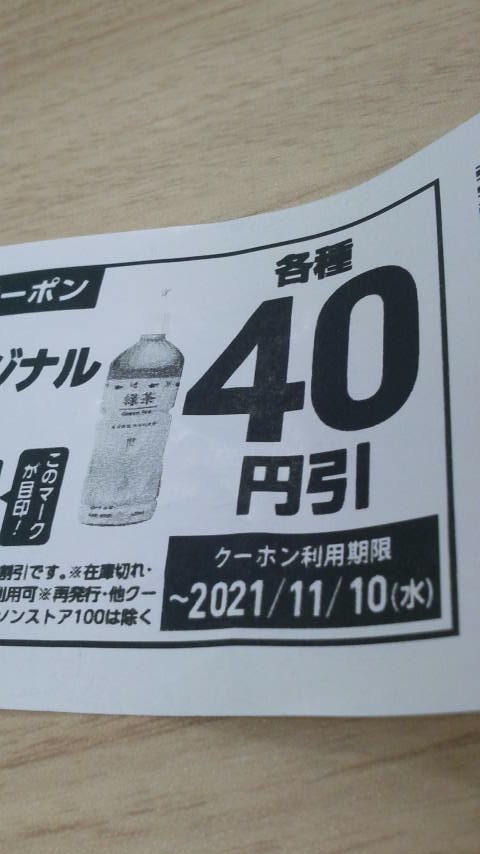 ーポン
ジナル
各種
40
円引
緑茶
Green Tea
このマーク
が目印!
クーポン利用期限
~2021/11/10(水)
割引です。※在庫切れ・
利用可※再発行・他クー
ソンストア100は除く